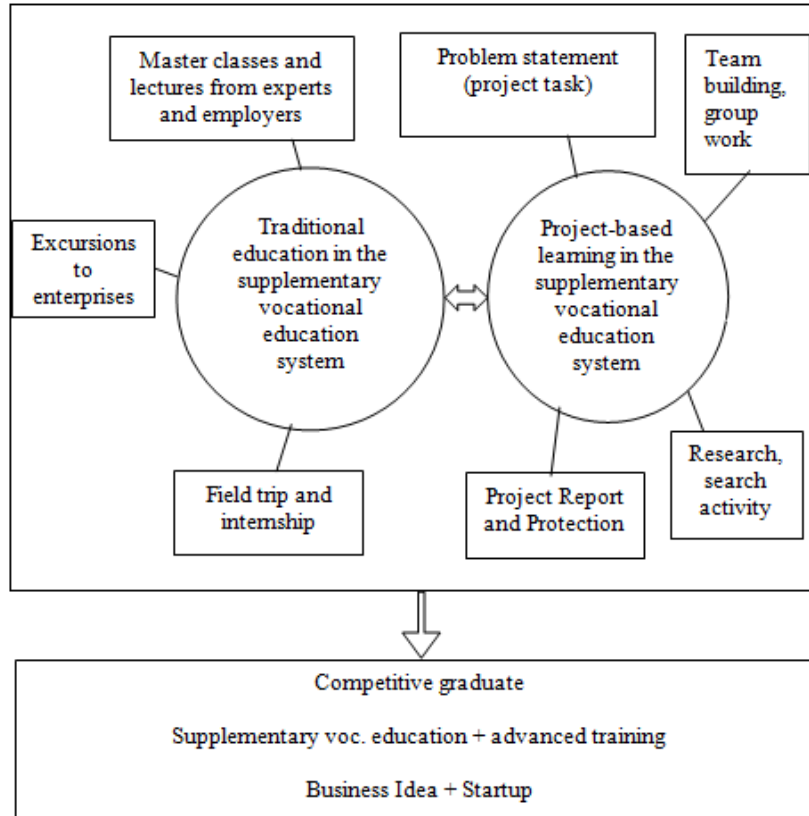 Master classes and
lectures from experts
and employers
Problem statement
(project task)
Team
building,
group
work
Excursions
to
enterprises
Traditional
education in the
supplementary
vocational
education
system
Project-based
learning in the
supplementary
vocational
education
system
Field trip and
internship
Project Report
and Protection
Research,
search
activity
Competitive graduate
Supplementary voc. education + advanced training
Business Idea + Startup